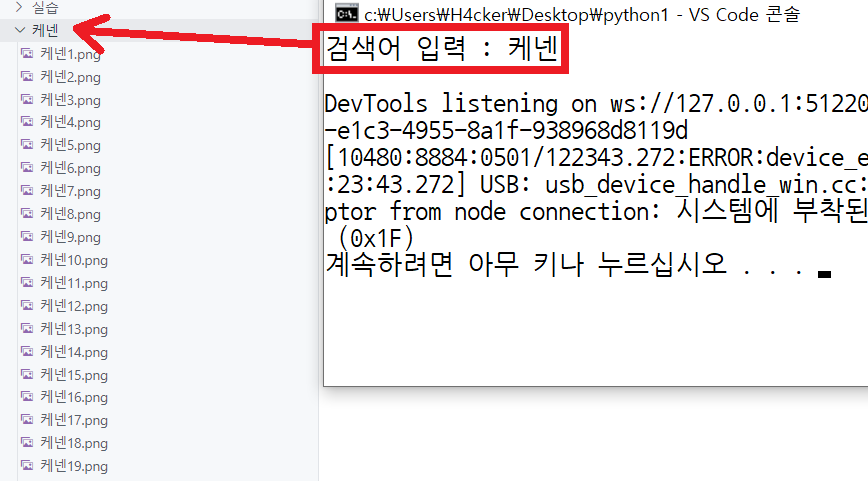 실습
케넨
케넨1.png
케넨2.png
케넨3.png
케넨4.png
케넨5.png
케넨6.png
케넨7.png
케넨8.png
케넨9.png
케넨10.png
케넨11.png
케넨12.png
케넨13.png
케넨14.png
케넨15.png
케넨16.png
케넨17.png
케넨18.png
케넨19.png
c:₩Users₩H4cker₩Desktop₩python1 - VS Code 콘솔
검색어 입력 : 케넨
DevTools listening on ws://127.0.0.1:51220
-e1c3-4955-8a1f-938968d8119d
[10480:8884:0501/122343.272:ERROR:device_e
:23:43.272] USB: usb_device_handle_win.cc:
ptor from node connection: 시스템에 부착된
(0x1F)
계속하려면 아무 키나 누르십시오 . . .